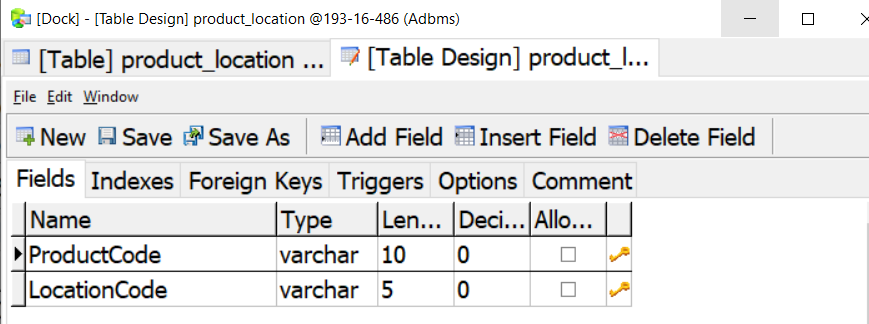 [Dock] - [Table Design] product_location @193-16-486 (Adbms)
[Table] product_location ... [Table Design] product_l...
File Edit Window
New Save Save As Add Field Insert Field Delete Field
Fields Indexes Foreign Keys Triggers Options Comment
Name Type Len... Deci... Allo...
ProductCode varchar 10 0
LocationCode varchar 5 0